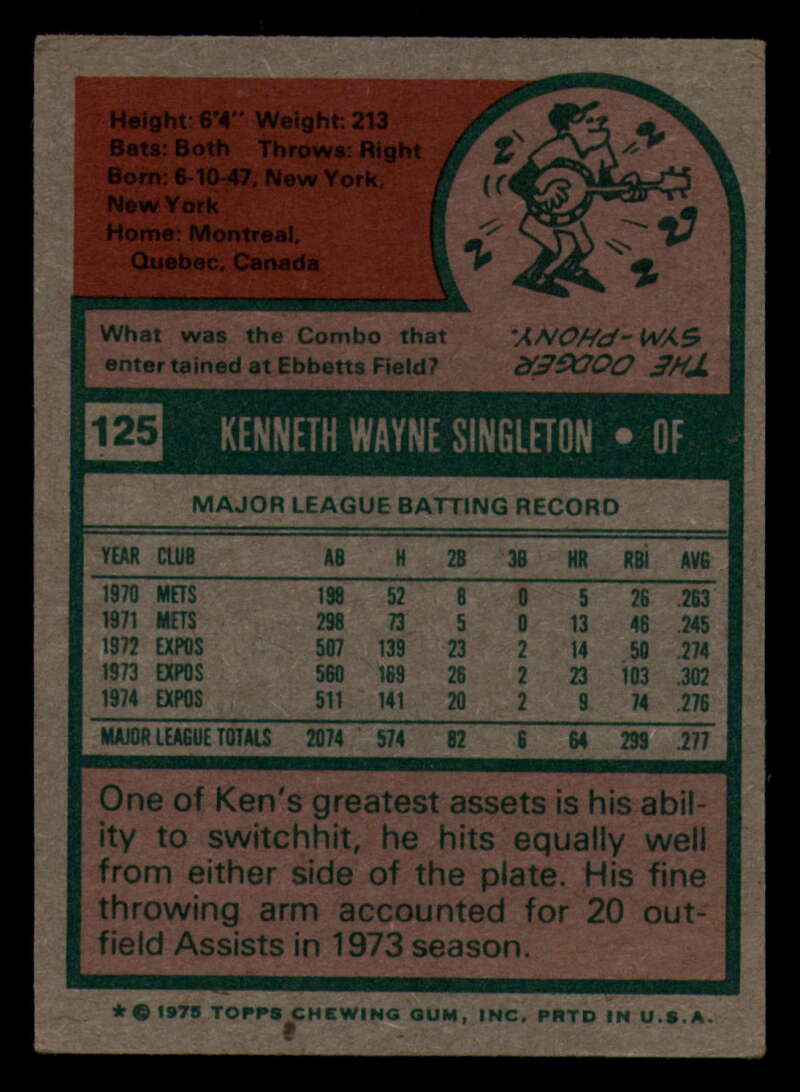 Height: 6'4" Weight: 213
Bats: Both Throws: Right
Born: 6-10-47, New York,
New York
Home: Montreal,
Quebec, Canada
What was the Combo that
entertained at Ebbetts Field?
THE DODGER
SYM-PHONY.
125 KENNETH WAYNE SINGLETON • OF
MAJOR LEAGUE BATTING RECORD
YEAR CLUB AB H 2B 3B HR RBI AVG
1970 METS 198 52 8 0 5 26 .263
1971 METS 298 73 5 0 13 46 .245
1972 EXPOS 507 139 23 2 14 50 .274
1973 EXPOS 560 169 26 2 23 103 .302
1974 EXPOS 511 141 20 2 9 74 .276
MAJOR LEAGUE TOTALS 2074 574 82 6 64 299 .277
One of Ken's greatest assets is his abil-
ity to switchhit, he hits equally well
from either side of the plate. His fine
throwing arm accounted for 20 out-
field Assists in 1973 season.
* © 1975 TOPPS CHEWING GUM, INC. PRTD IN U.S.A.